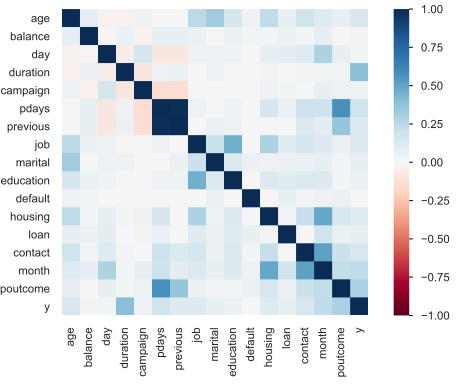 age
balance
day
duration
campaign
pdays
previous
job
marital
education
default
housing
loan
contact
month
poutcome
y
age
balance
day
duration
campaign
pdays
previous
job
marital
education
default
housing
loan
contact
month
poutcome
y
1.00
0.75
0.50
0.25
0.00
−0.25
−0.50
−0.75
−1.00